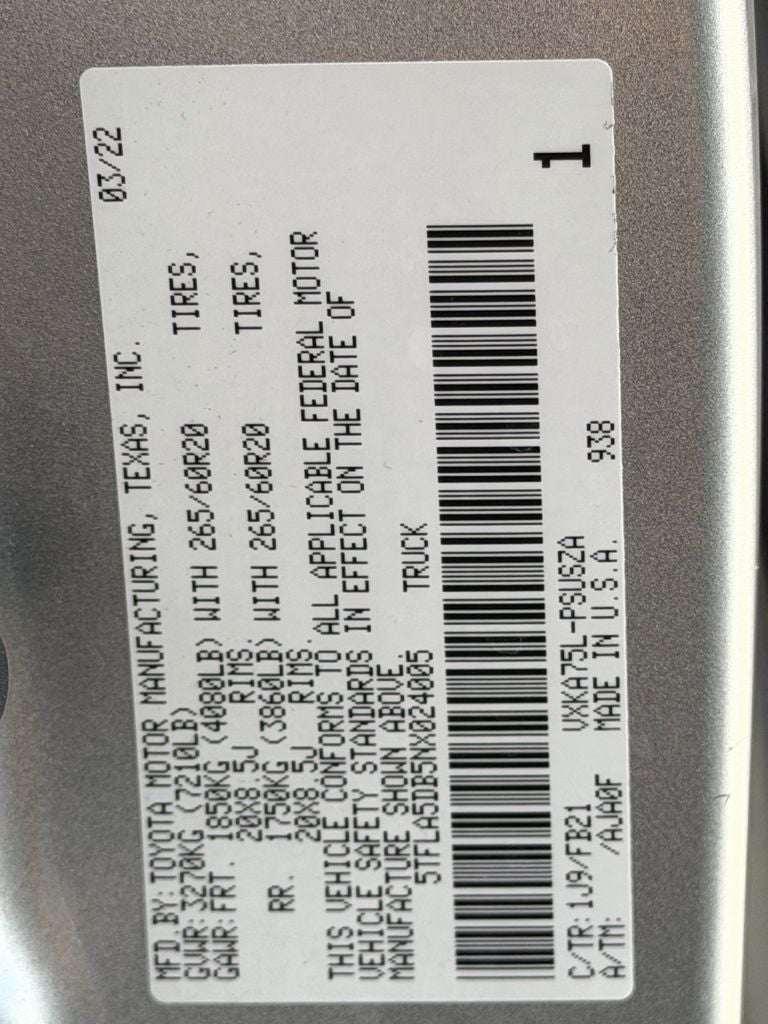 MFD.BY:TOYOTA MOTOR MANUFACTURING, TEXAS, INC. 03/22
GVWR:3270KG (7210LB)
GAWR:FRT. 1850KG (4080LB) WITH 265/60R20 TIRES,
20X8.5J RIMS.
RR. 1750KG (3860LB) WITH 265/60R20 TIRES,
20X8.5J RIMS.
THIS VEHICLE CONFORMS TO ALL APPLICABLE FEDERAL MOTOR
VEHICLE SAFETY STANDARDS IN EFFECT ON THE DATE OF
MANUFACTURE SHOWN ABOVE.
5TFLA5DB5NX024005 TRUCK
1
C/TR:1J9/FB21 VXKA75L-PSUSZA
A/TM: /AJA0F MADE IN U.S.A. 938